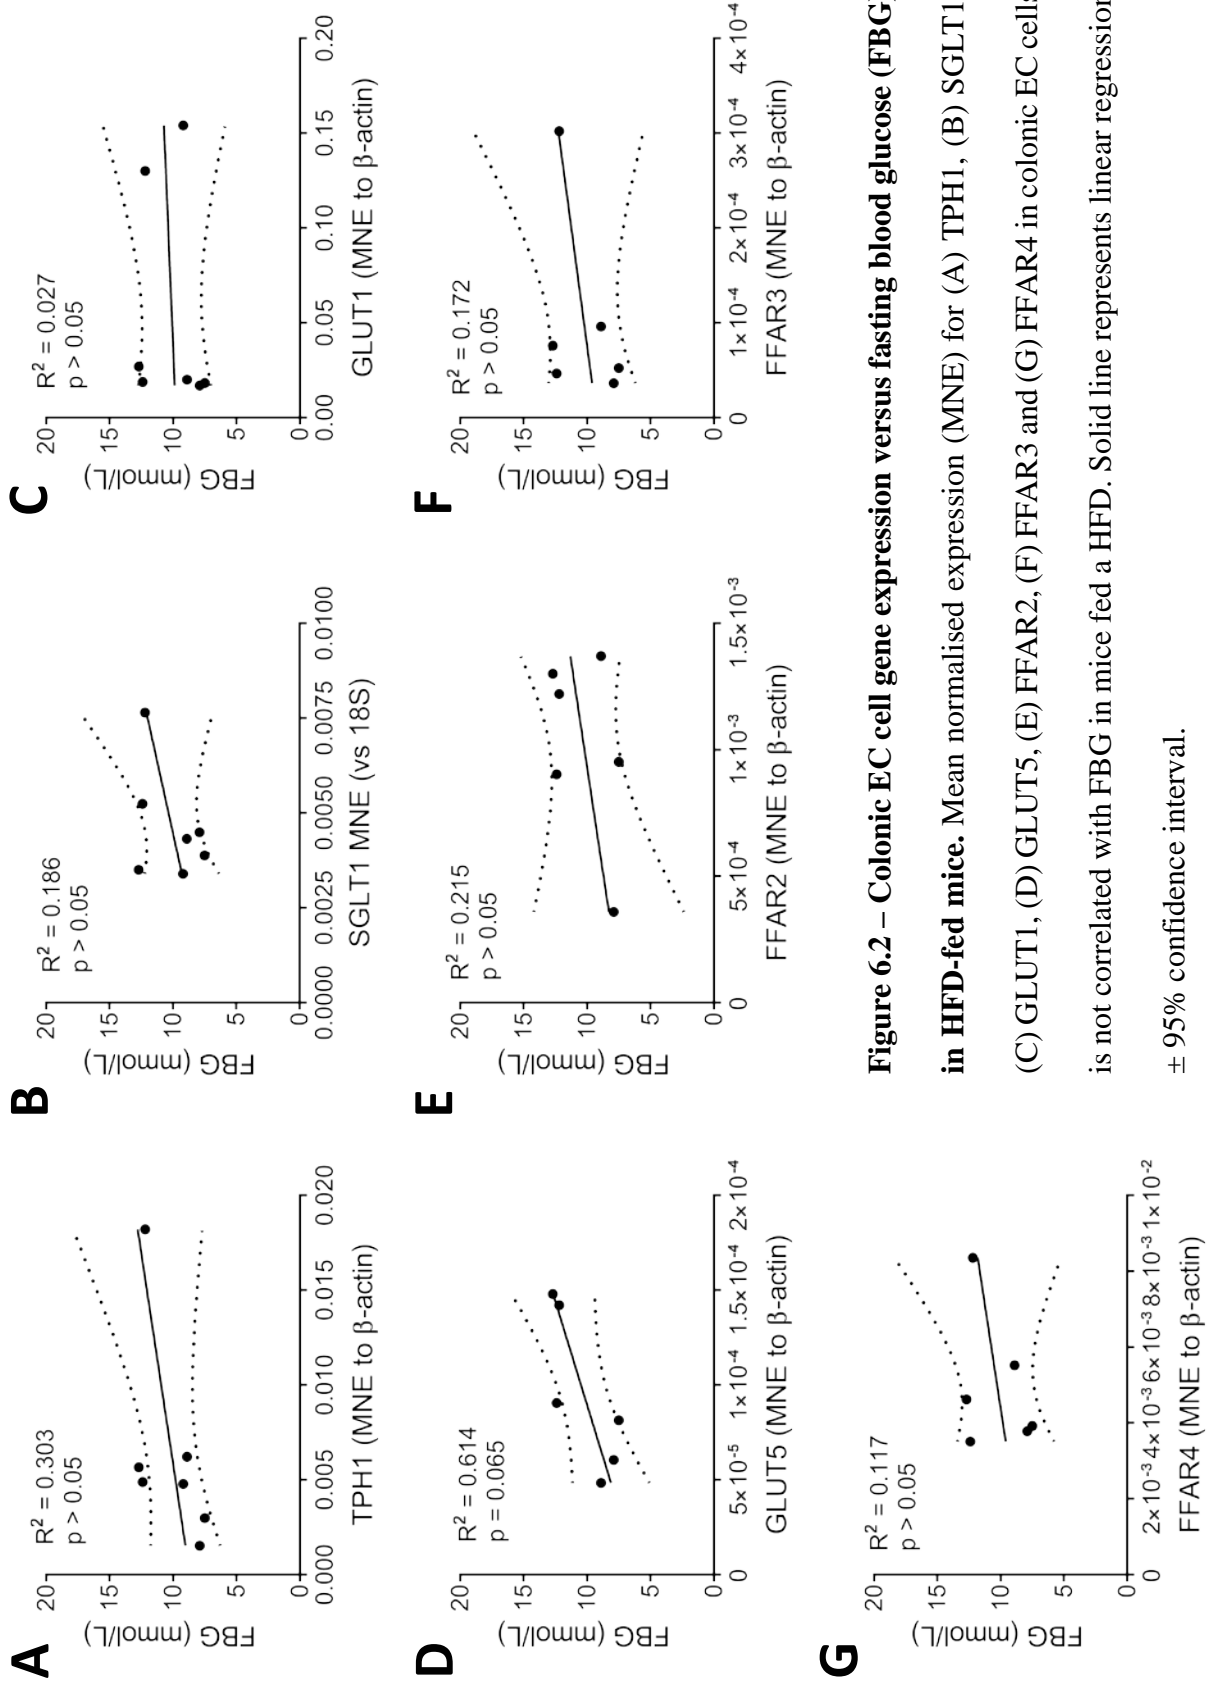 A
R² = 0.303
p > 0.05
20
15
10
5
0
FBG (mmol/L)
0.000 0.005 0.010 0.015 0.020
TPH1 (MNE to β-actin)
B
R² = 0.186
p > 0.05
20
15
10
5
0
FBG (mmol/L)
0.0000 0.0025 0.0050 0.0075 0.0100
SGLT1 MNE (vs 18S)
C
R² = 0.027
p > 0.05
20
15
10
5
0
FBG (mmol/L)
0.00 0.05 0.10 0.15 0.20
GLUT1 (MNE to β-actin)
D
R² = 0.614
p = 0.065
20
15
10
5
0
FBG (mmol/L)
0 5×10⁻⁵ 1×10⁻⁴ 1.5×10⁻⁴ 2×10⁻⁴
GLUT5 (MNE to β-actin)
E
R² = 0.215
p > 0.05
20
15
10
5
0
FBG (mmol/L)
0 5×10⁻⁴ 1×10⁻³ 1.5×10⁻³
FFAR2 (MNE to β-actin)
F
R² = 0.172
p > 0.05
20
15
10
5
0
FBG (mmol/L)
0 1×10⁻⁴ 2×10⁻⁴ 3×10⁻⁴ 4×10⁻⁴
FFAR3 (MNE to β-actin)
G
R² = 0.117
p > 0.05
20
15
10
5
0
FBG (mmol/L)
0 2×10⁻³ 4×10⁻³ 6×10⁻³ 8×10⁻³ 1×10⁻²
FFAR4 (MNE to β-actin)
Figure 6.2 – Colonic EC cell gene expression versus fasting blood glucose (FBG)
in HFD-fed mice. Mean normalised expression (MNE) for (A) TPH1, (B) SGLT1
(C) GLUT1, (D) GLUT5, (E) FFAR2, (F) FFAR3 and (G) FFAR4 in colonic EC cells
is not correlated with FBG in mice fed a HFD. Solid line represents linear regression
± 95% confidence interval.